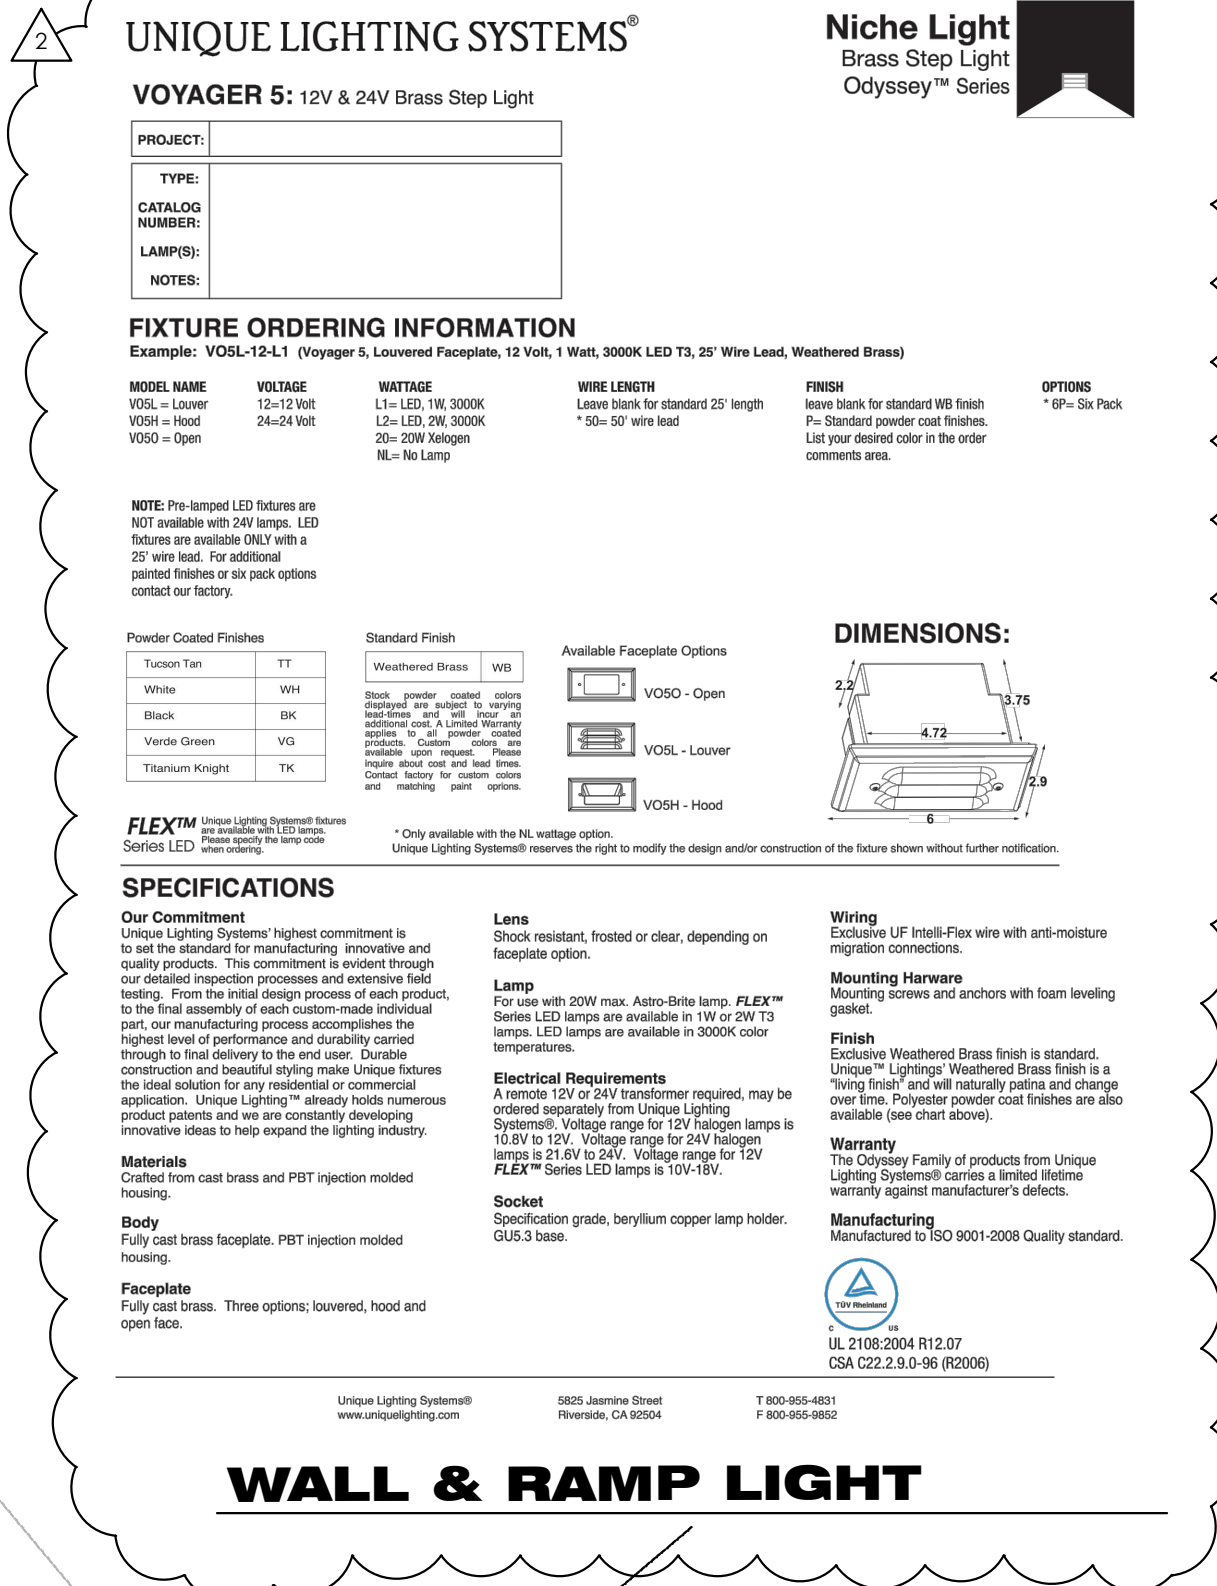 2
UNIQUE LIGHTING SYSTEMS®
Niche Light
Brass Step Light
Odyssey™ Series
VOYAGER 5: 12V & 24V Brass Step Light
PROJECT:
TYPE:
CATALOG
NUMBER:
LAMP(S):
NOTES:
FIXTURE ORDERING INFORMATION
Example: VO5L-12-L1 (Voyager 5, Louvered Faceplate, 12 Volt, 1 Watt, 3000K LED T3, 25’ Wire Lead, Weathered Brass)
MODEL NAME
VO5L = Louver
VO5H = Hood
VO5O = Open
VOLTAGE
12=12 Volt
24=24 Volt
WATTAGE
L1= LED, 1W, 3000K
L2= LED, 2W, 3000K
20= 20W Xelogen
NL= No Lamp
WIRE LENGTH
Leave blank for standard 25' length
* 50= 50' wire lead
FINISH
leave blank for standard WB finish
P= Standard powder coat finishes.
List your desired color in the order
comments area.
OPTIONS
* 6P= Six Pack
NOTE: Pre-lamped LED fixtures are
NOT available with 24V lamps. LED
fixtures are available ONLY with a
25’ wire lead. For additional
painted finishes or six pack options
contact our factory.
Powder Coated Finishes
Tucson Tan TT
White WH
Black BK
Verde Green VG
Titanium Knight TK
Standard Finish
Weathered Brass WB
Stock powder coated colors
displayed are subject to varying
lead-times and will incur an
additional cost. A Limited Warranty
applies to all powder coated
products. Custom colors are
available upon request. Please
inquire about cost and lead times.
Contact factory for custom colors
and matching paint oprions.
Available Faceplate Options
VO5O - Open
VO5L - Louver
VO5H - Hood
DIMENSIONS:
2.2
3.75
4.72
2.9
6
FLEX™
Series LED
Unique Lighting Systems® fixtures
are available with LED lamps.
Please specify the lamp code
when ordering.
* Only available with the NL wattage option.
Unique Lighting Systems® reserves the right to modify the design and/or construction of the fixture shown without further notification.
SPECIFICATIONS
Our Commitment
Unique Lighting Systems’ highest commitment is
to set the standard for manufacturing innovative and
quality products. This commitment is evident through
our detailed inspection processes and extensive field
testing. From the initial design process of each product,
to the final assembly of each custom-made individual
part, our manufacturing process accomplishes the
highest level of performance and durability carried
through to final delivery to the end user. Durable
construction and beautiful styling make Unique fixtures
the ideal solution for any residential or commercial
application. Unique Lighting™ already holds numerous
product patents and we are constantly developing
innovative ideas to help expand the lighting industry.
Materials
Crafted from cast brass and PBT injection molded
housing.
Body
Fully cast brass faceplate. PBT injection molded
housing.
Faceplate
Fully cast brass. Three options; louvered, hood and
open face.
Lens
Shock resistant, frosted or clear, depending on
faceplate option.
Lamp
For use with 20W max. Astro-Brite lamp. FLEX™
Series LED lamps are available in 1W or 2W T3
lamps. LED lamps are available in 3000K color
temperatures.
Electrical Requirements
A remote 12V or 24V transformer required, may be
ordered separately from Unique Lighting
Systems®. Voltage range for 12V halogen lamps is
10.8V to 12V. Voltage range for 24V halogen
lamps is 21.6V to 24V. Voltage range for 12V
FLEX™ Series LED lamps is 10V-18V.
Socket
Specification grade, beryllium copper lamp holder.
GU5.3 base.
Wiring
Exclusive UF Intelli-Flex wire with anti-moisture
migration connections.
Mounting Harware
Mounting screws and anchors with foam leveling
gasket.
Finish
Exclusive Weathered Brass finish is standard.
Unique™ Lightings’ Weathered Brass finish is a
“living finish” and will naturally patina and change
over time. Polyester powder coat finishes are also
available (see chart above).
Warranty
The Odyssey Family of products from Unique
Lighting Systems® carries a limited lifetime
warranty against manufacturer’s defects.
Manufacturing
Manufactured to ISO 9001-2008 Quality standard.
TÜV Rheinland
C US
UL 2108:2004 R12.07
CSA C22.2.9.0-96 (R2006)
Unique Lighting Systems®
www.uniquelighting.com
5825 Jasmine Street
Riverside, CA 92504
T 800-955-4831
F 800-955-9852
WALL & RAMP LIGHT